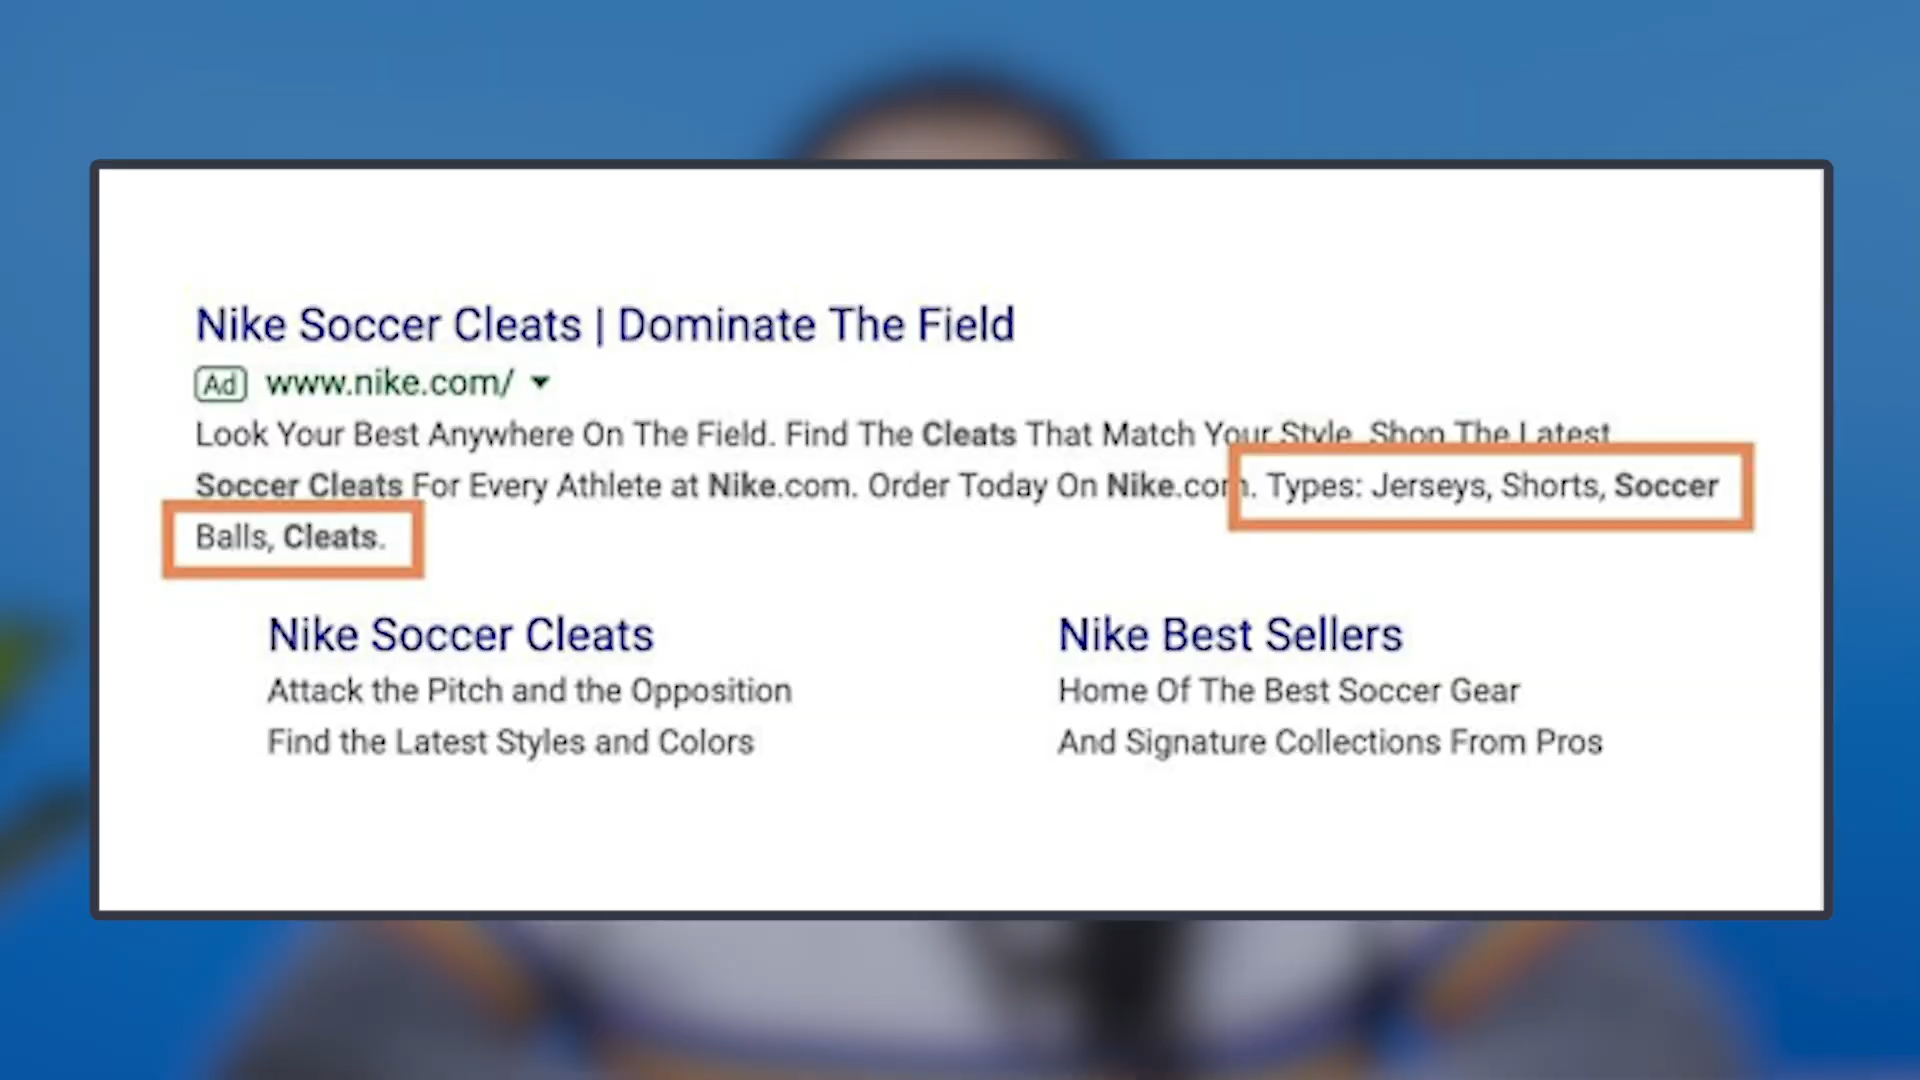 Nike Soccer Cleats | Dominate The Field
Ad www.nike.com/
Look Your Best Anywhere On The Field. Find The Cleats That Match Your Style. Shop The Latest
Soccer Cleats For Every Athlete at Nike.com. Order Today On Nike.com. Types: Jerseys, Shorts, Soccer
Balls, Cleats.
Nike Soccer Cleats
Attack the Pitch and the Opposition
Find the Latest Styles and Colors
Nike Best Sellers
Home Of The Best Soccer Gear
And Signature Collections From Pros